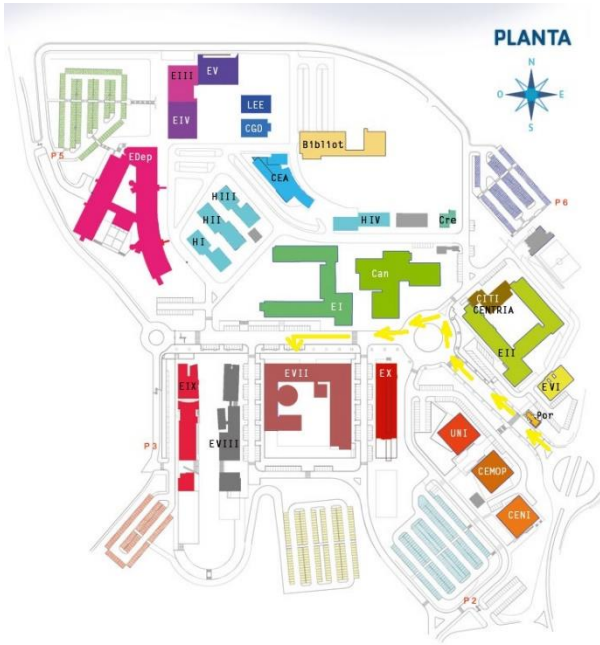 PLANTA
N
O E
S
EV
EIII
LEE
EIV
CGD
Bibliot
P5
EDep
CEA
P6
HIII
HII
HI
HIV
Cre
Can
EI
CITI
CENTRIA
EII
EVII
EX
EIX
EVI
Por
UNI
EVIII
P3
CEMOP
CENI
P2